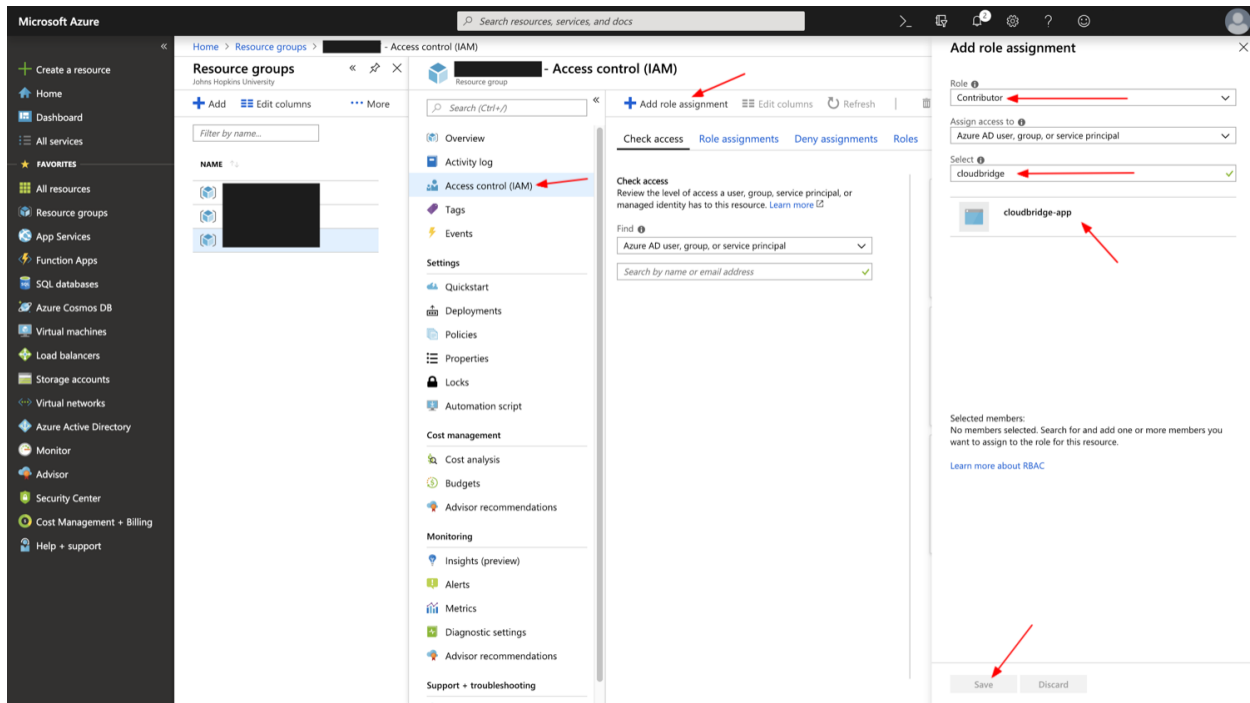 Microsoft Azure
Search resources, services, and docs
2
Create a resource
Home
Dashboard
All services
FAVORITES
All resources
Resource groups
App Services
Function Apps
SQL databases
Azure Cosmos DB
Virtual machines
Load balancers
Storage accounts
Virtual networks
Azure Active Directory
Monitor
Advisor
Security Center
Cost Management + Billing
Help + support
Home > Resource groups > - Access control (IAM)
Resource groups
Johns Hopkins University
Add Edit columns ··· More
Filter by name...
NAME
- Access control (IAM)
Resource group
Search (Ctrl+/)
Overview
Activity log
Access control (IAM)
Tags
Events
Settings
Quickstart
Deployments
Policies
Properties
Locks
Automation script
Cost management
Cost analysis
Budgets
Advisor recommendations
Monitoring
Insights (preview)
Alerts
Metrics
Diagnostic settings
Advisor recommendations
Support + troubleshooting
Add role assignment Edit columns Refresh
Check access Role assignments Deny assignments Roles
Check access
Review the level of access a user, group, service principal, or
managed identity has to this resource. Learn more
Find
Azure AD user, group, or service principal
Search by name or email address
Add role assignment
Role
Contributor
Assign access to
Azure AD user, group, or service principal
Select
cloudbridge
cloudbridge-app
Selected members:
No members selected. Search for and add one or more members you
want to assign to the role for this resource.
Learn more about RBAC
Save Discard